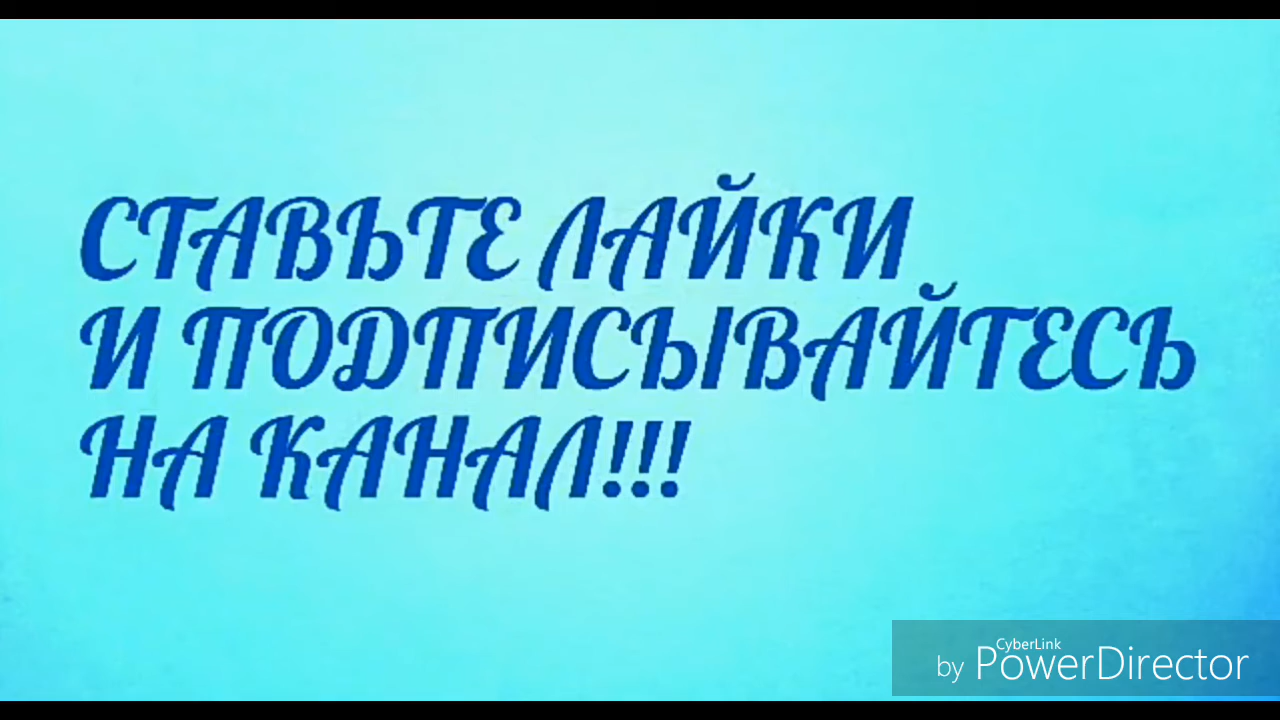 СТАВЬТЕ ЛАЙКИ
И ПОДПИСЫВАЙТЕСЬ
НА КАНАЛ!!!
CyberLink
by PowerDirector